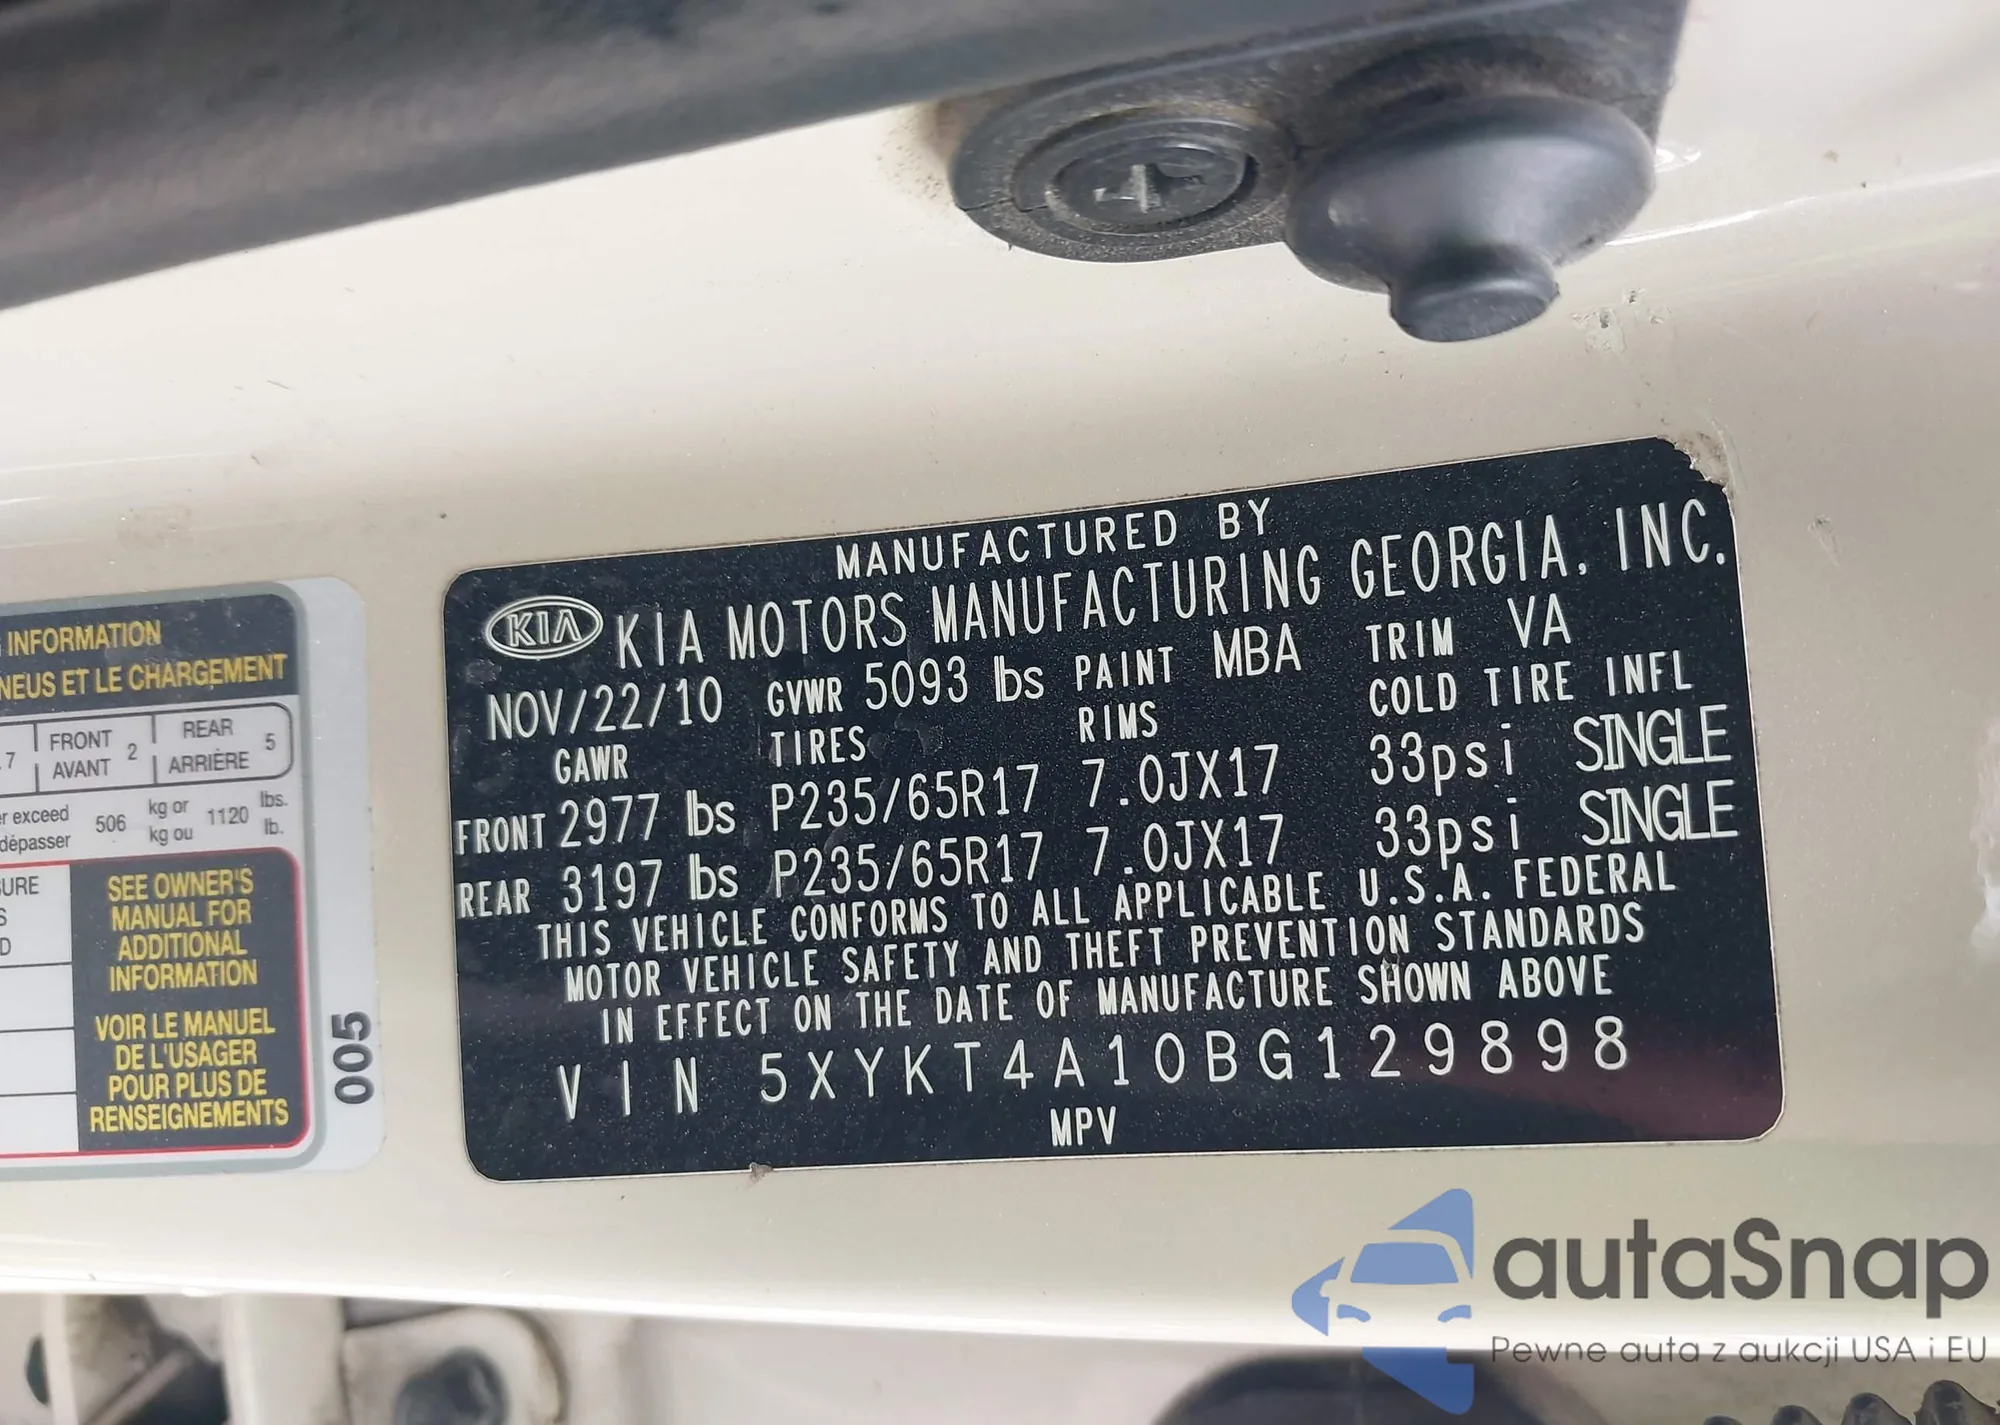 INFORMATION
NEUS ET LE CHARGEMENT
7 FRONT AVANT 2 REAR ARRIÈRE 5
exceed 506 kg or 1120 lbs.
dépasser kg ou lb.
SEE OWNER'S
MANUAL FOR
ADDITIONAL
INFORMATION
VOIR LE MANUEL
DE L'USAGER
POUR PLUS DE
RENSEIGNEMENTS
005
MANUFACTURED BY
KIA KIA MOTORS MANUFACTURING GEORGIA, INC.
NOV/22/10 GVWR 5093 lbs PAINT MBA TRIM VA
GAWR TIRES RIMS COLD TIRE INFL
FRONT 2977 lbs P235/65R17 7.0JX17 33psi SINGLE
REAR 3197 lbs P235/65R17 7.0JX17 33psi SINGLE
THIS VEHICLE CONFORMS TO ALL APPLICABLE U.S.A. FEDERAL
MOTOR VEHICLE SAFETY AND THEFT PREVENTION STANDARDS
IN EFFECT ON THE DATE OF MANUFACTURE SHOWN ABOVE
VIN 5XYKT4A10BG129898
MPV
autaSnap
Pewne auta z aukcji USA i EU